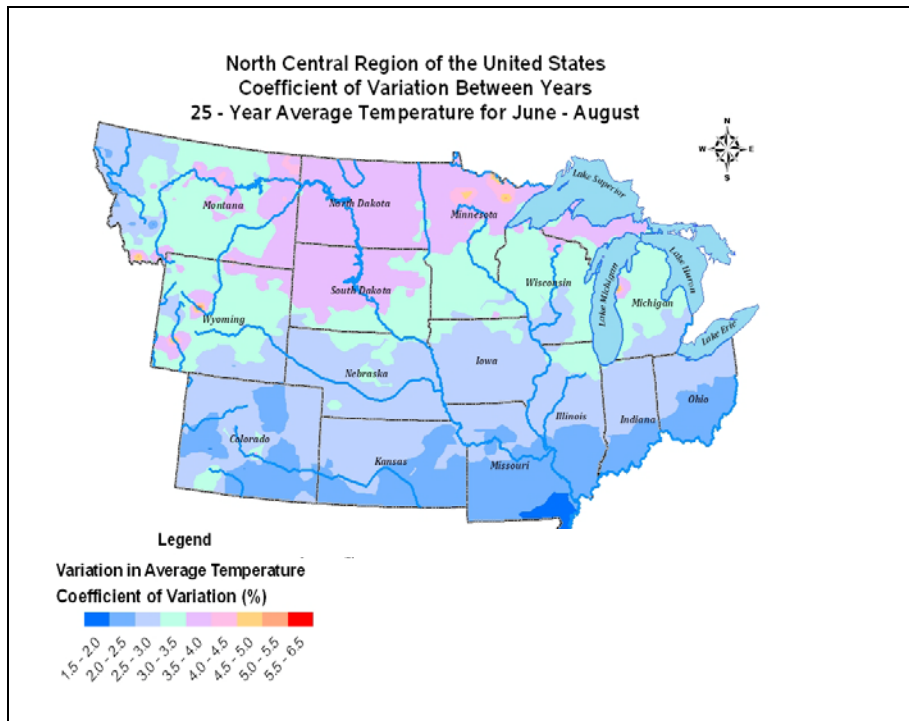 North Central Region of the United States
Coefficient of Variation Between Years
25 - Year Average Temperature for June - August
N
W E
S
Lake Superior
Montana
North Dakota
Minnesota
Lake Huron
Lake Michigan
Wisconsin
South Dakota
Michigan
Wyoming
Lake Erie
Iowa
Nebraska
Ohio
Illinois
Indiana
Colorado
Kansas
Missouri
Legend
Variation in Average Temperature
Coefficient of Variation (%)
1.5 - 2.0
2.0 - 2.5
2.5 - 3.0
3.0 - 3.5
3.5 - 4.0
4.0 - 4.5
4.5 - 5.0
5.0 - 5.5
5.5 - 6.5